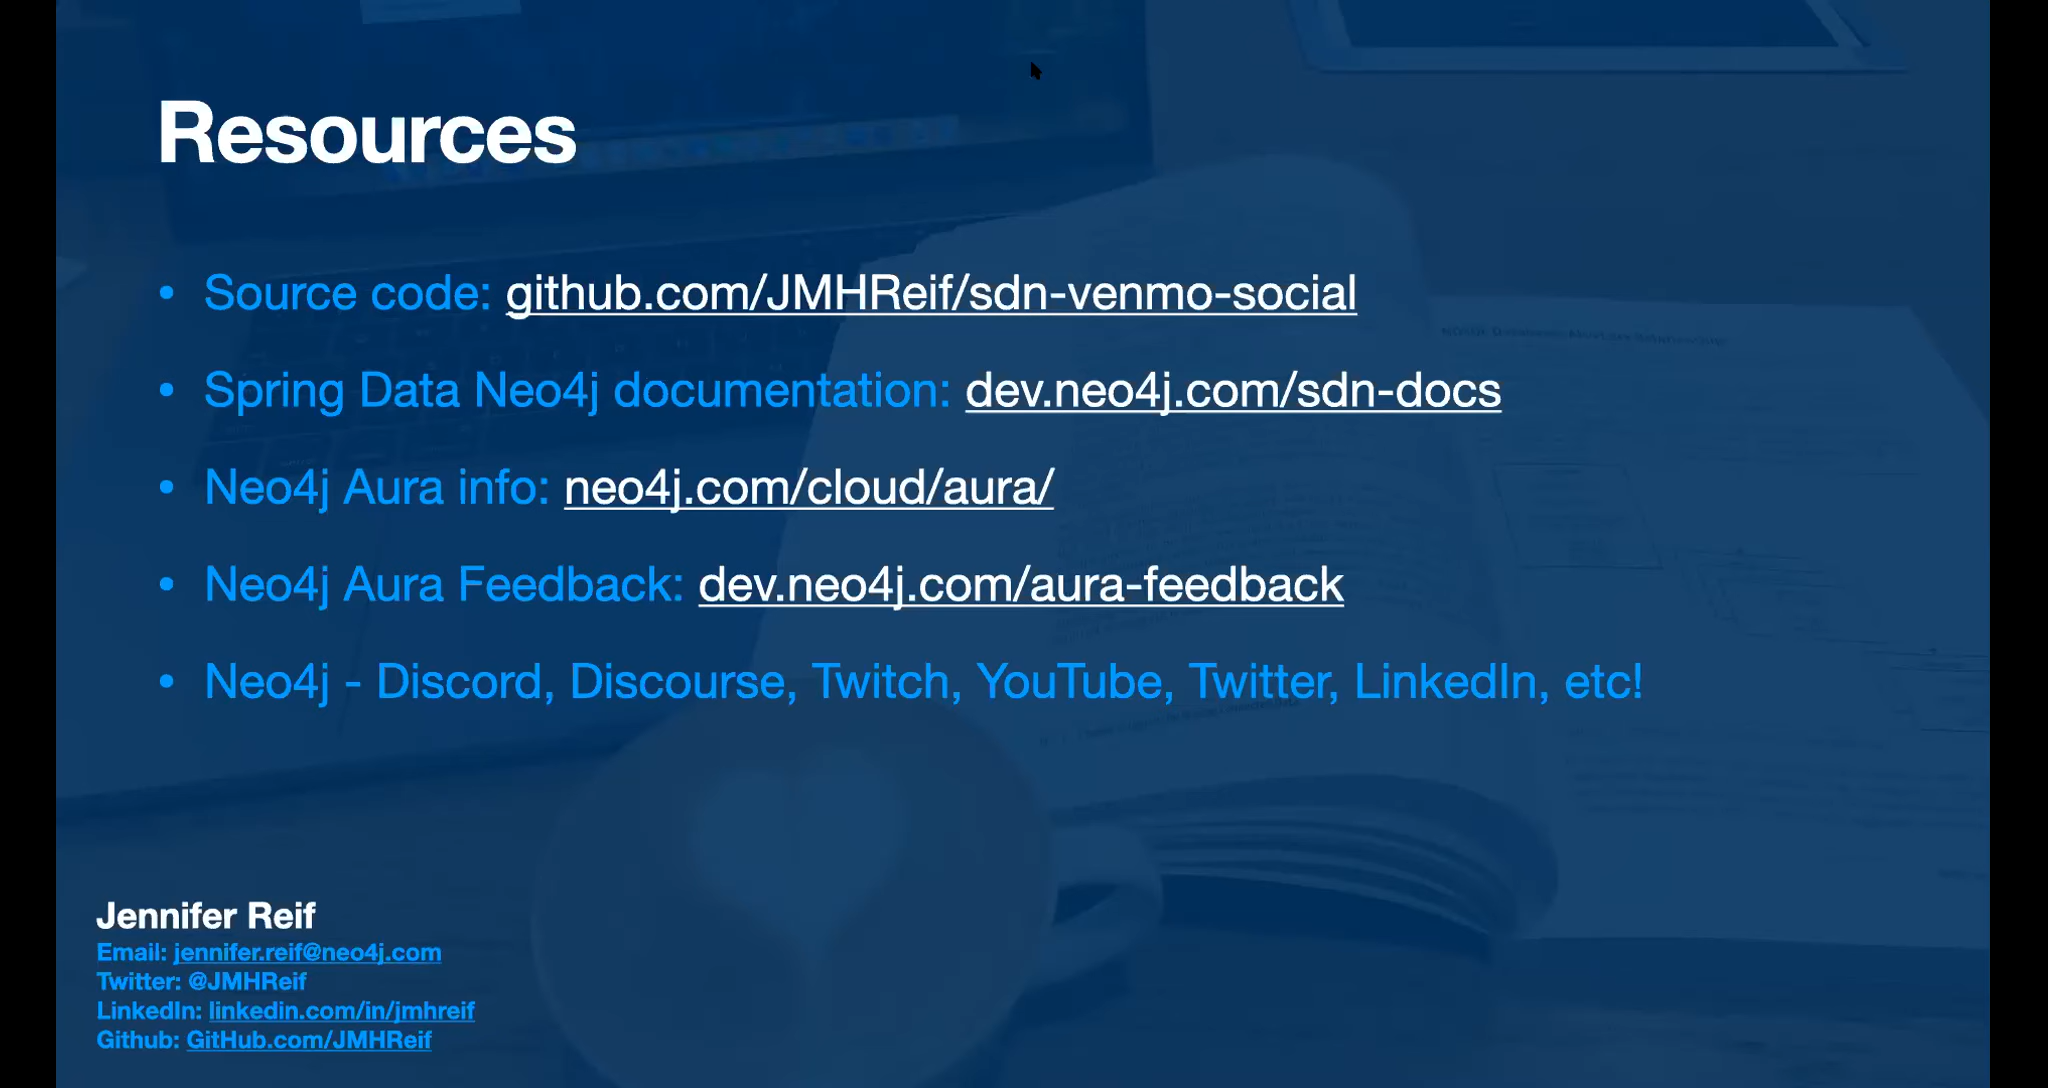 Resources
• Source code: github.com/JMHReif/sdn-venmo-social
• Spring Data Neo4j documentation: dev.neo4j.com/sdn-docs
• Neo4j Aura info: neo4j.com/cloud/aura/
• Neo4j Aura Feedback: dev.neo4j.com/aura-feedback
• Neo4j - Discord, Discourse, Twitch, YouTube, Twitter, LinkedIn, etc!
Jennifer Reif
Email: jennifer.reif@neo4j.com
Twitter: @JMHReif
LinkedIn: linkedin.com/in/jmhreif
Github: GitHub.com/JMHReif